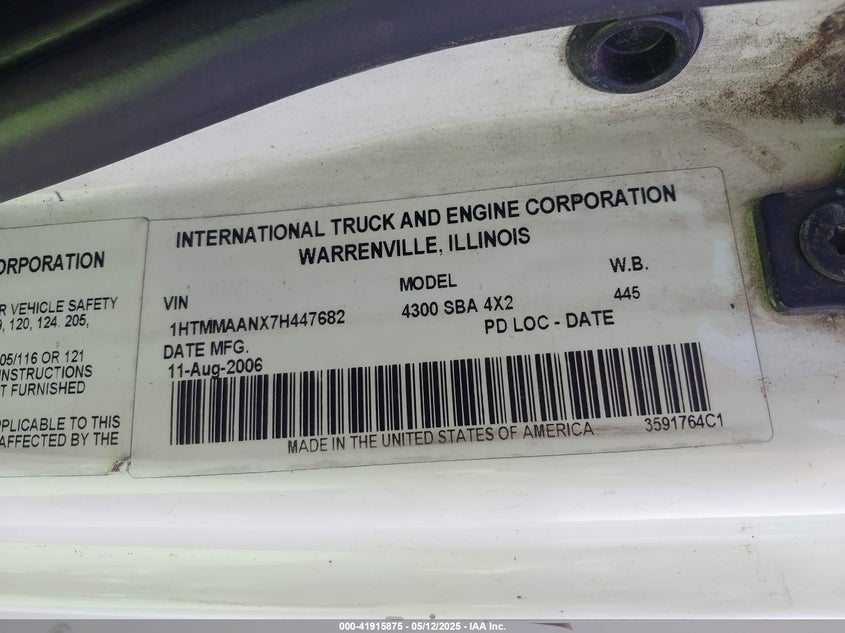 ORPORATION
R VEHICLE SAFETY
9, 120, 124. 205,
05/116 OR 121
INSTRUCTIONS
T FURNISHED
PPLICABLE TO THIS
AFFECTED BY THE
INTERNATIONAL TRUCK AND ENGINE CORPORATION
WARRENVILLE, ILLINOIS
VIN MODEL W.B.
1HTMMAANX7H447682 4300 SBA 4X2 445
DATE MFG. PD LOC - DATE
11-Aug-2006
MADE IN THE UNITED STATES OF AMERICA 3591764C1
000-41915875 - 05/12/2025 - IAA Inc.